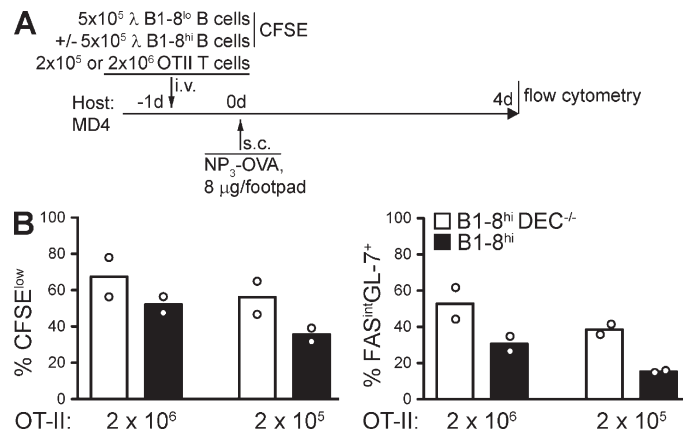 A
5x10⁵ λ B1-8ˡᵒ B cells
+/- 5x10⁵ λ B1-8ʰⁱ B cells
CFSE
2x10⁵ or 2x10⁶ OTII T cells
i.v.
Host: -1d 0d 4d flow cytometry
MD4
s.c.
NP₃-OVA,
8 μg/footpad
B
100
80
60
40
20
0
% CFSEˡᵒʷ
OT-II: 2 x 10⁶ 2 x 10⁵
100
80
60
40
20
0
% FASⁱⁿᵗGL-7⁺
B1-8ʰⁱ DEC⁻/⁻
B1-8ʰⁱ
OT-II: 2 x 10⁶ 2 x 10⁵